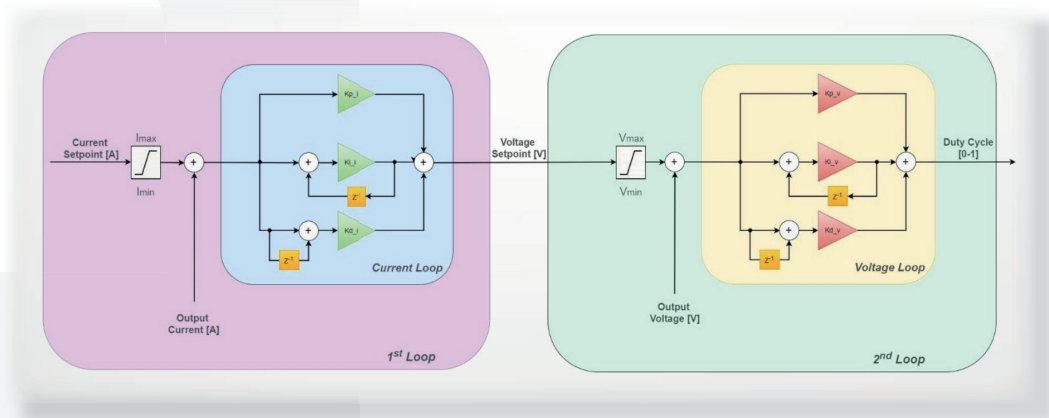 Current
Setpoint [A]
Imax
Imin
+
Output
Current [A]
Kp_i
+
Ki_i
z-
+
Kd_i
z-1
+
Current Loop
1st Loop
Voltage
Setpoint [V]
Vmax
Vmin
+
Output
Voltage [V]
Kp_v
+
Ki_v
z-1
+
Kd_v
z-1
+
Voltage Loop
Duty Cycle
[0-1]
2nd Loop